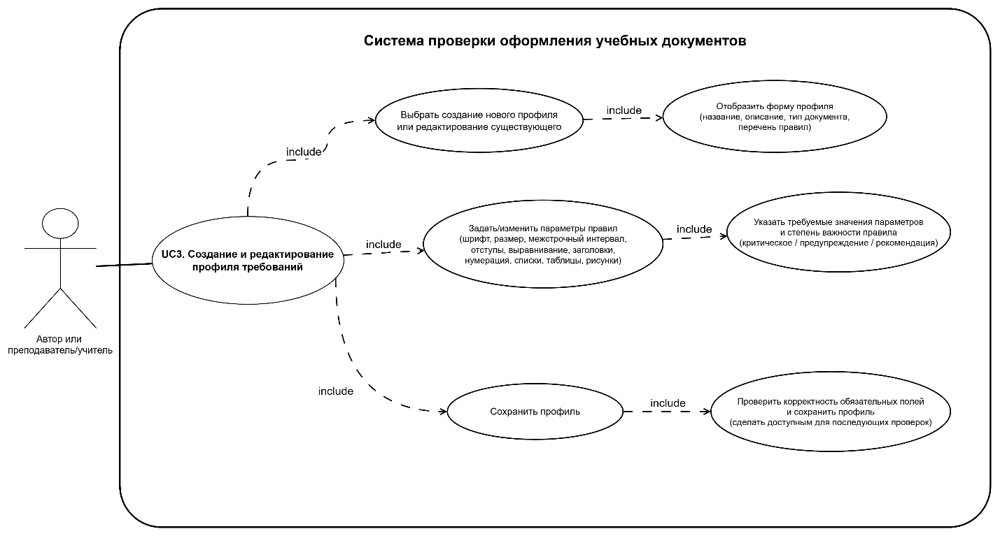 Система проверки оформления учебных документов
Выбрать создание нового профиля
или редактирование существующего
include
Отобразить форму профиля
(название, описание, тип документа,
перечень правил)
include
UC3. Создание и редактирование
профиля требований
include
Задать/изменить параметры правил
(шрифт, размер, межстрочный интервал,
отступы, выравнивание, заголовки,
нумерация, списки, таблицы, рисунки)
include
Указать требуемые значения параметров
и степень важности правила
(критическое / предупреждение / рекомендация)
Автор или
преподаватель/учитель
include
Сохранить профиль
include
Проверить корректность обязательных полей
и сохранить профиль
(сделать доступным для последующих проверок)